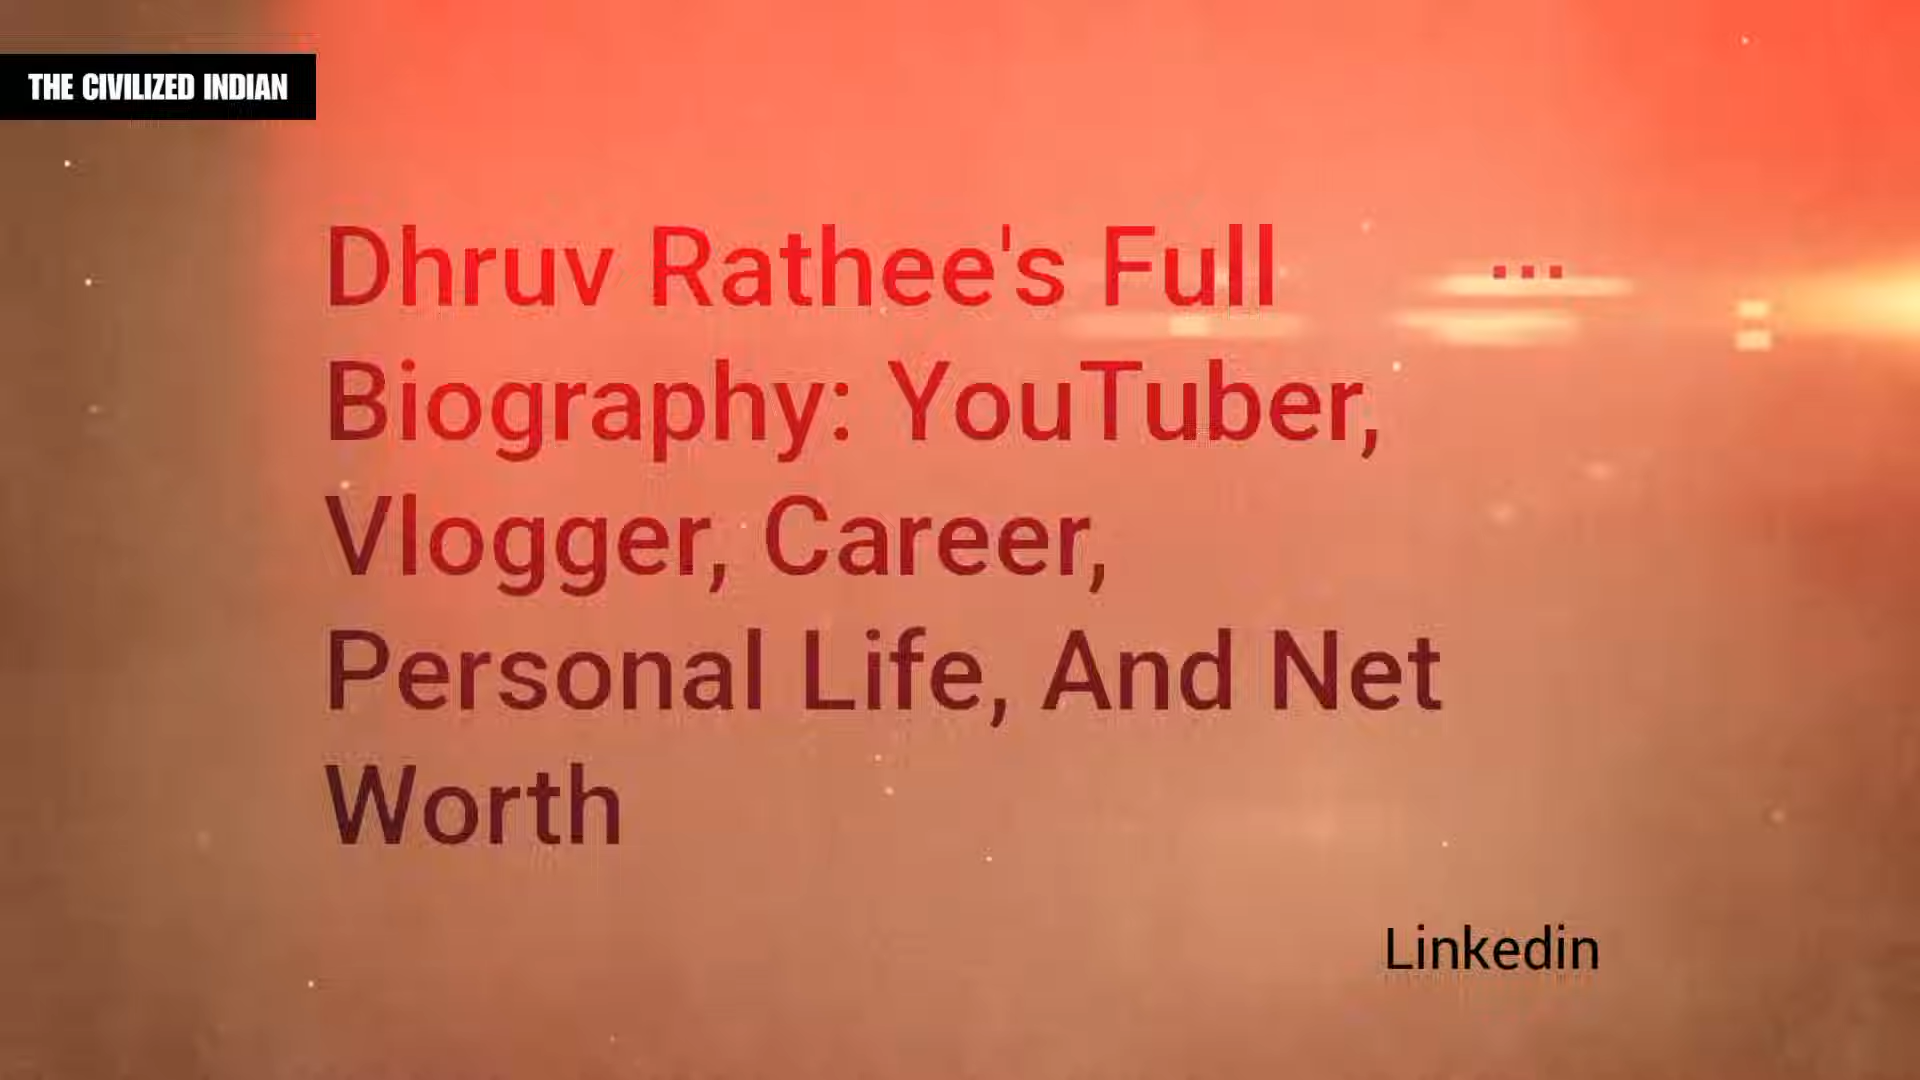 THE CIVILIZED INDIAN
Dhruv Rathee's Full ...
Biography: YouTuber,
Vlogger, Career,
Personal Life, And Net
Worth
Linkedin